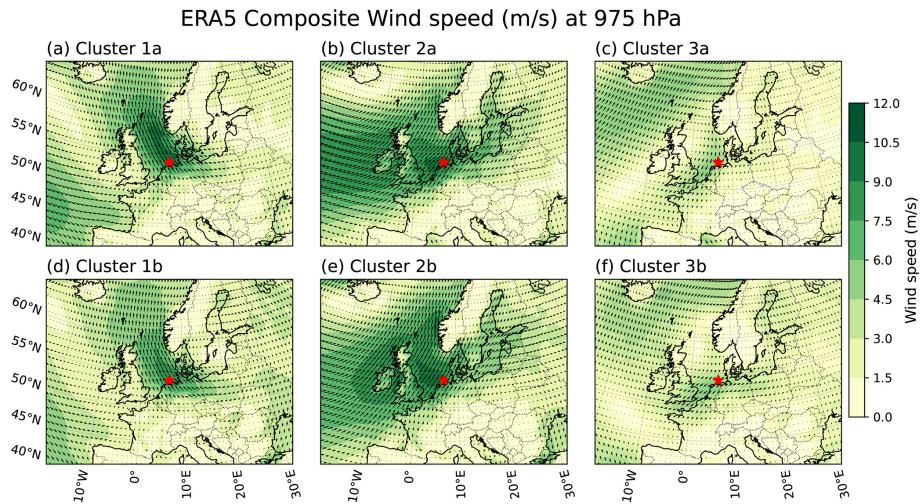 ERA5 Composite Wind speed (m/s) at 975 hPa
(a) Cluster 1a
(b) Cluster 2a
(c) Cluster 3a
60°N
55°N
50°N
45°N
40°N
(d) Cluster 1b
(e) Cluster 2b
(f) Cluster 3b
60°N
55°N
50°N
45°N
40°N
10°W
0°
10°E
20°E
30°E
10°W
0°
10°E
20°E
30°E
10°W
0°
10°E
20°E
30°E
12.0
10.5
9.0
7.5
6.0
4.5
3.0
1.5
0.0
Wind speed (m/s)